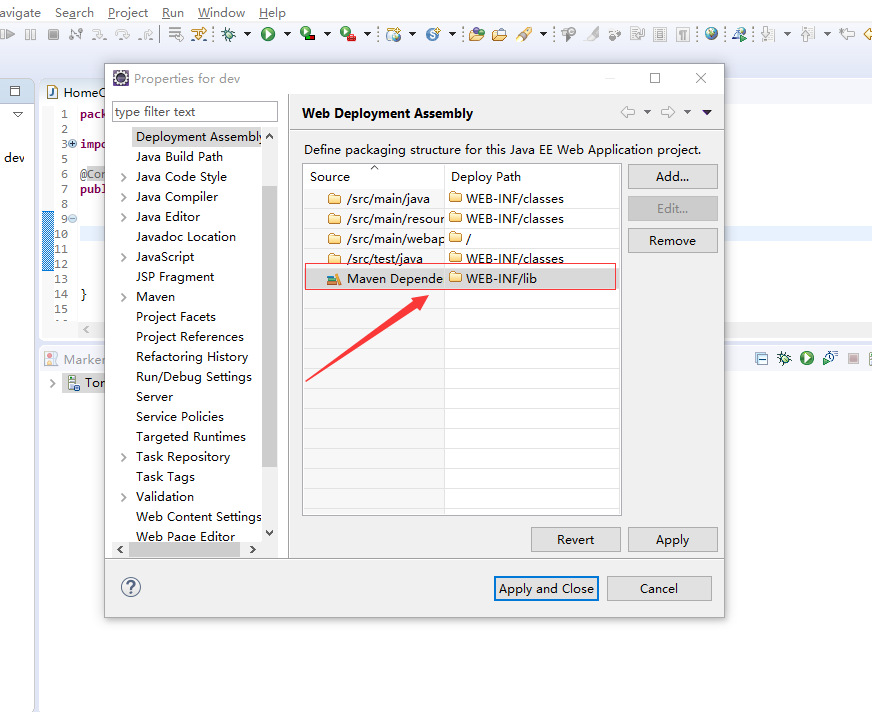 avigate Search Project Run Window Help
Properties for dev
HomeC
type filter text
Web Deployment Assembly
1 pack
2
3 impo
5
6 @Con
7 publ
8
9
10
11
12
13
14 }
15
dev
Deployment Assembly
Java Build Path
Java Code Style
Java Compiler
Java Editor
Javadoc Location
JavaScript
JSP Fragment
Maven
Project Facets
Project References
Refactoring History
Run/Debug Settings
Server
Service Policies
Targeted Runtimes
Task Repository
Task Tags
Validation
Web Content Settings
Web Page Editor
Define packaging structure for this Java EE Web Application project.
Source Deploy Path
/src/main/java WEB-INF/classes
/src/main/resour WEB-INF/classes
/src/main/webap /
/src/test/java WEB-INF/classes
Maven Depende WEB-INF/lib
Add...
Edit...
Remove
Revert Apply
Apply and Close Cancel
Marker
Tor